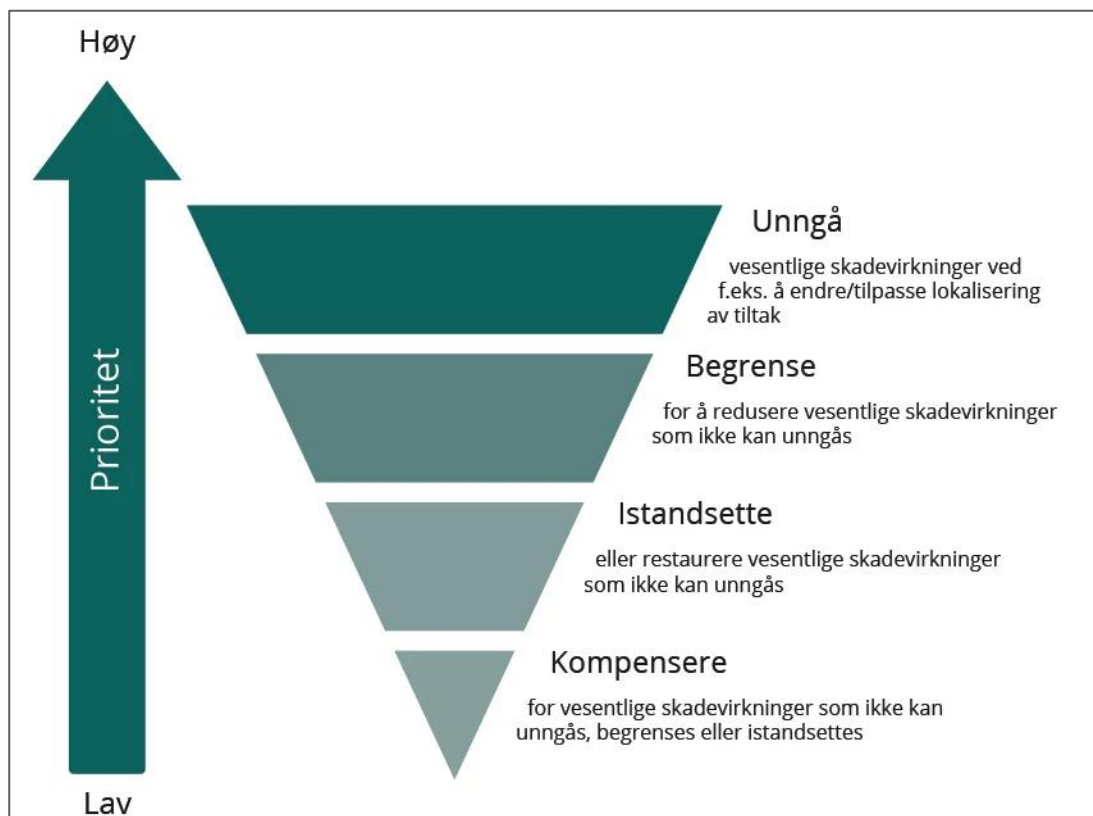 Høy
Prioritet
Lav
Unngå
vesentlige skadevirkninger ved
f.eks. å endre/tilpasse lokalisering
av tiltak
Begrense
for å redusere vesentlige skadevirkninger
som ikke kan unngås
Istandsette
eller restaurere vesentlige skadevirkninger
som ikke kan unngås
Kompensere
for vesentlige skadevirkninger som ikke kan
unngås, begrenses eller istandsettes